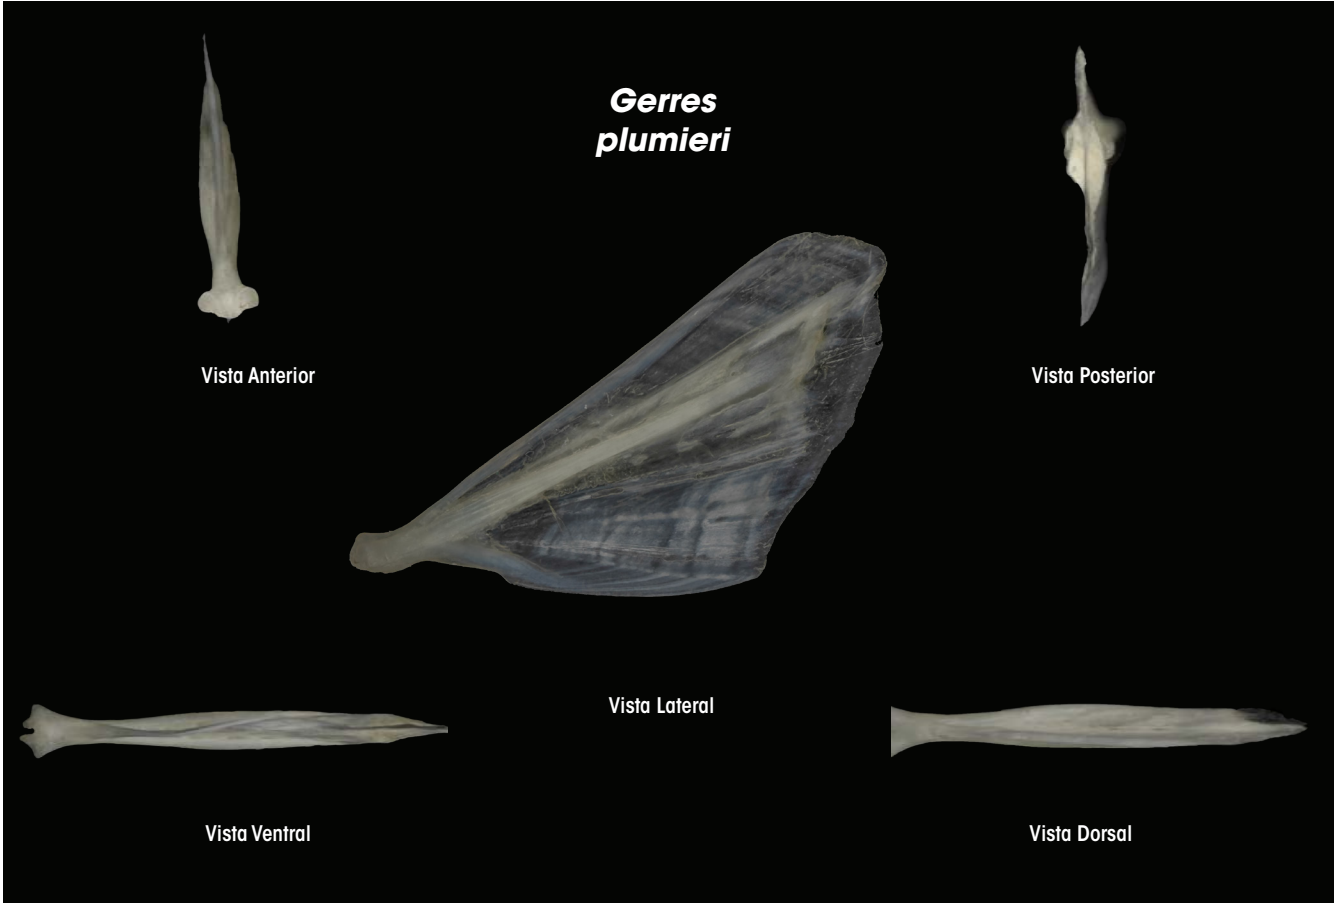 Gerres
plumieri
Vista Anterior
Vista Posterior
Vista Lateral
Vista Ventral
Vista Dorsal